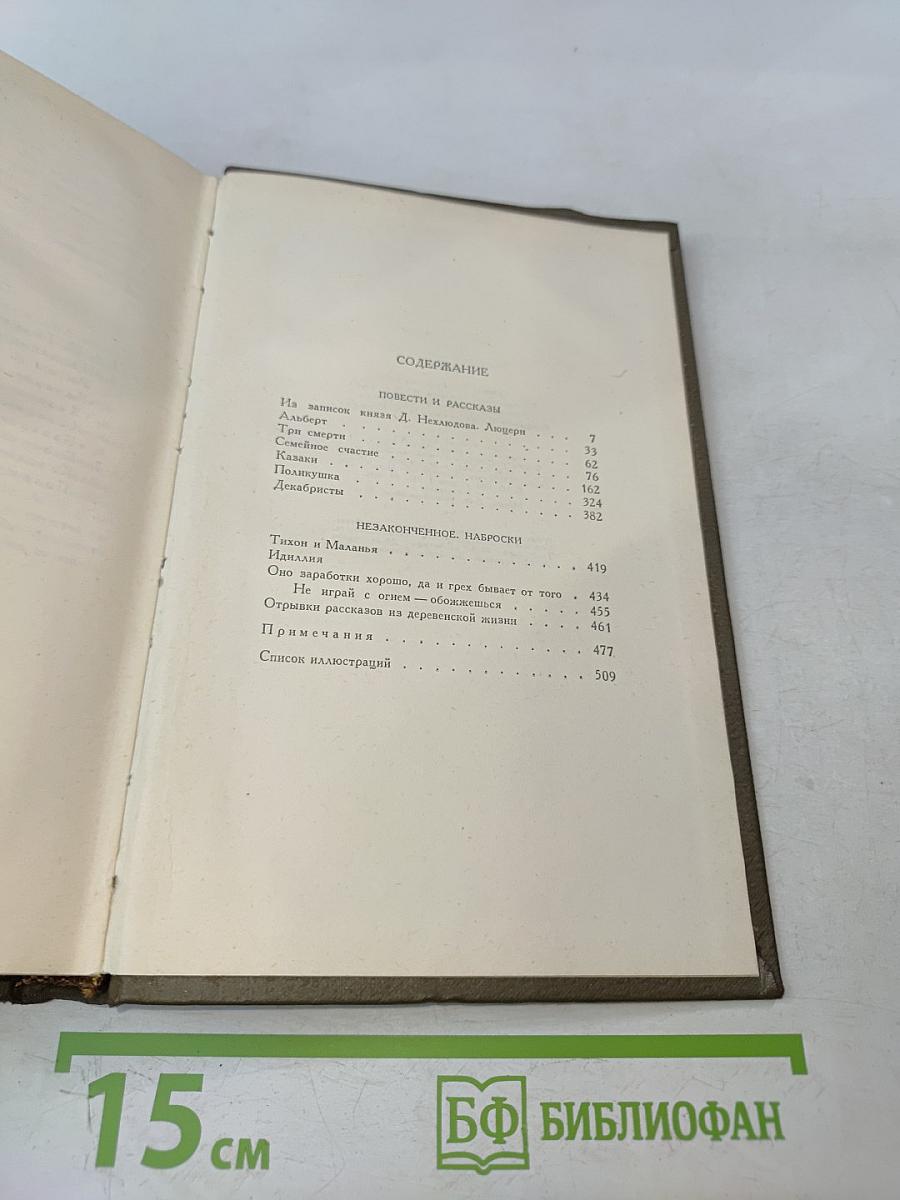 СОДЕРЖАНИЕ
ПОВЕСТИ И РАССКАЗЫ
Из записок князя Д. Нехлюдова. Люцерн . . . 7
Альберт . . . . . . . . . . . . . . 33
Три смерти . . . . . . . . . . . . . 62
Семейное счастие . . . . . . . . . . . 76
Казаки . . . . . . . . . . . . . . 162
Поликушка . . . . . . . . . . . . . 324
Декабристы . . . . . . . . . . . . . 382
НЕЗАКОНЧЕННОЕ. НАБРОСКИ
Тихон и Маланья . . . . . . . . . . . . 419
Идиллия
Оно заработки хорошо, да и грех бывает от того . 434
Не играй с огнем — обожжешься . . . . . 455
Отрывки рассказов из деревенской жизни . . . . 461
Примечания . . . . . . . . . . . . 477
Список иллюстраций . . . . . . . . . . . 509
15 см
БФ БИБЛИОФАН